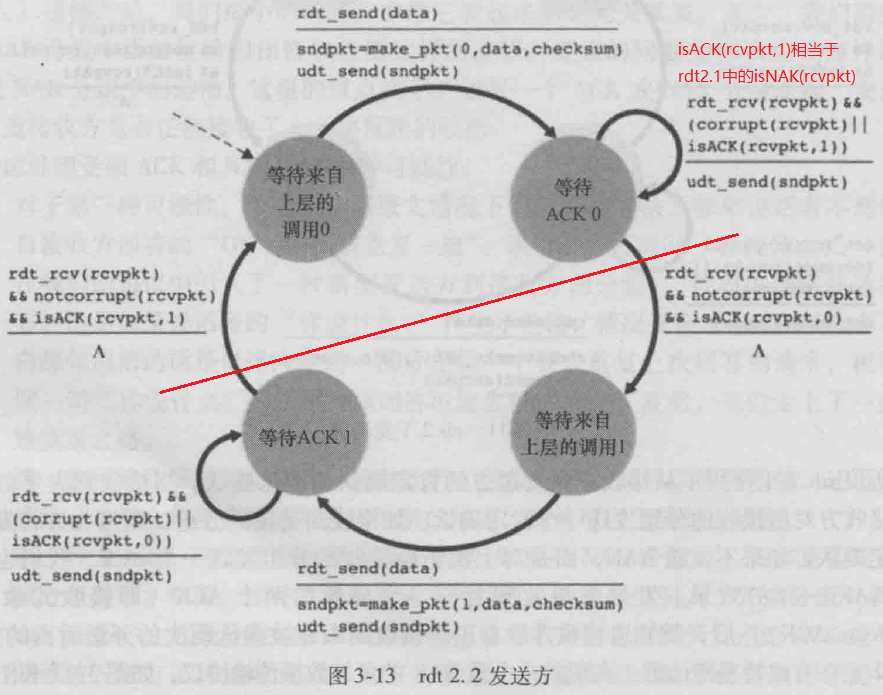 rdt_send(data)
sndpkt=make_pkt(0,data,checksum)
udt_send(sndpkt)
isACK(rcvpkt,1)相当于
rdt2.1中的isNAK(rcvpkt)
rdt_rcv(rcvpkt)&&
(corrupt(rcvpkt)||
isACK(rcvpkt,1))
udt_send(sndpkt)
等待来自
上层的
调用0
等待
ACK 0
rdt_rcv(rcvpkt)
&& notcorrupt(rcvpkt)
&& isACK(rcvpkt,1)
Λ
rdt_rcv(rcvpkt)
&& notcorrupt(rcvpkt)
&& isACK(rcvpkt,0)
Λ
等待ACK 1
等待来自
上层的调用1
rdt_rcv(rcvpkt)&&
(corrupt(rcvpkt)||
isACK(rcvpkt,0))
udt_send(sndpkt)
rdt_send(data)
sndpkt=make_pkt(1,data,checksum)
udt_send(sndpkt)
图 3-13 rdt 2.2 发送方